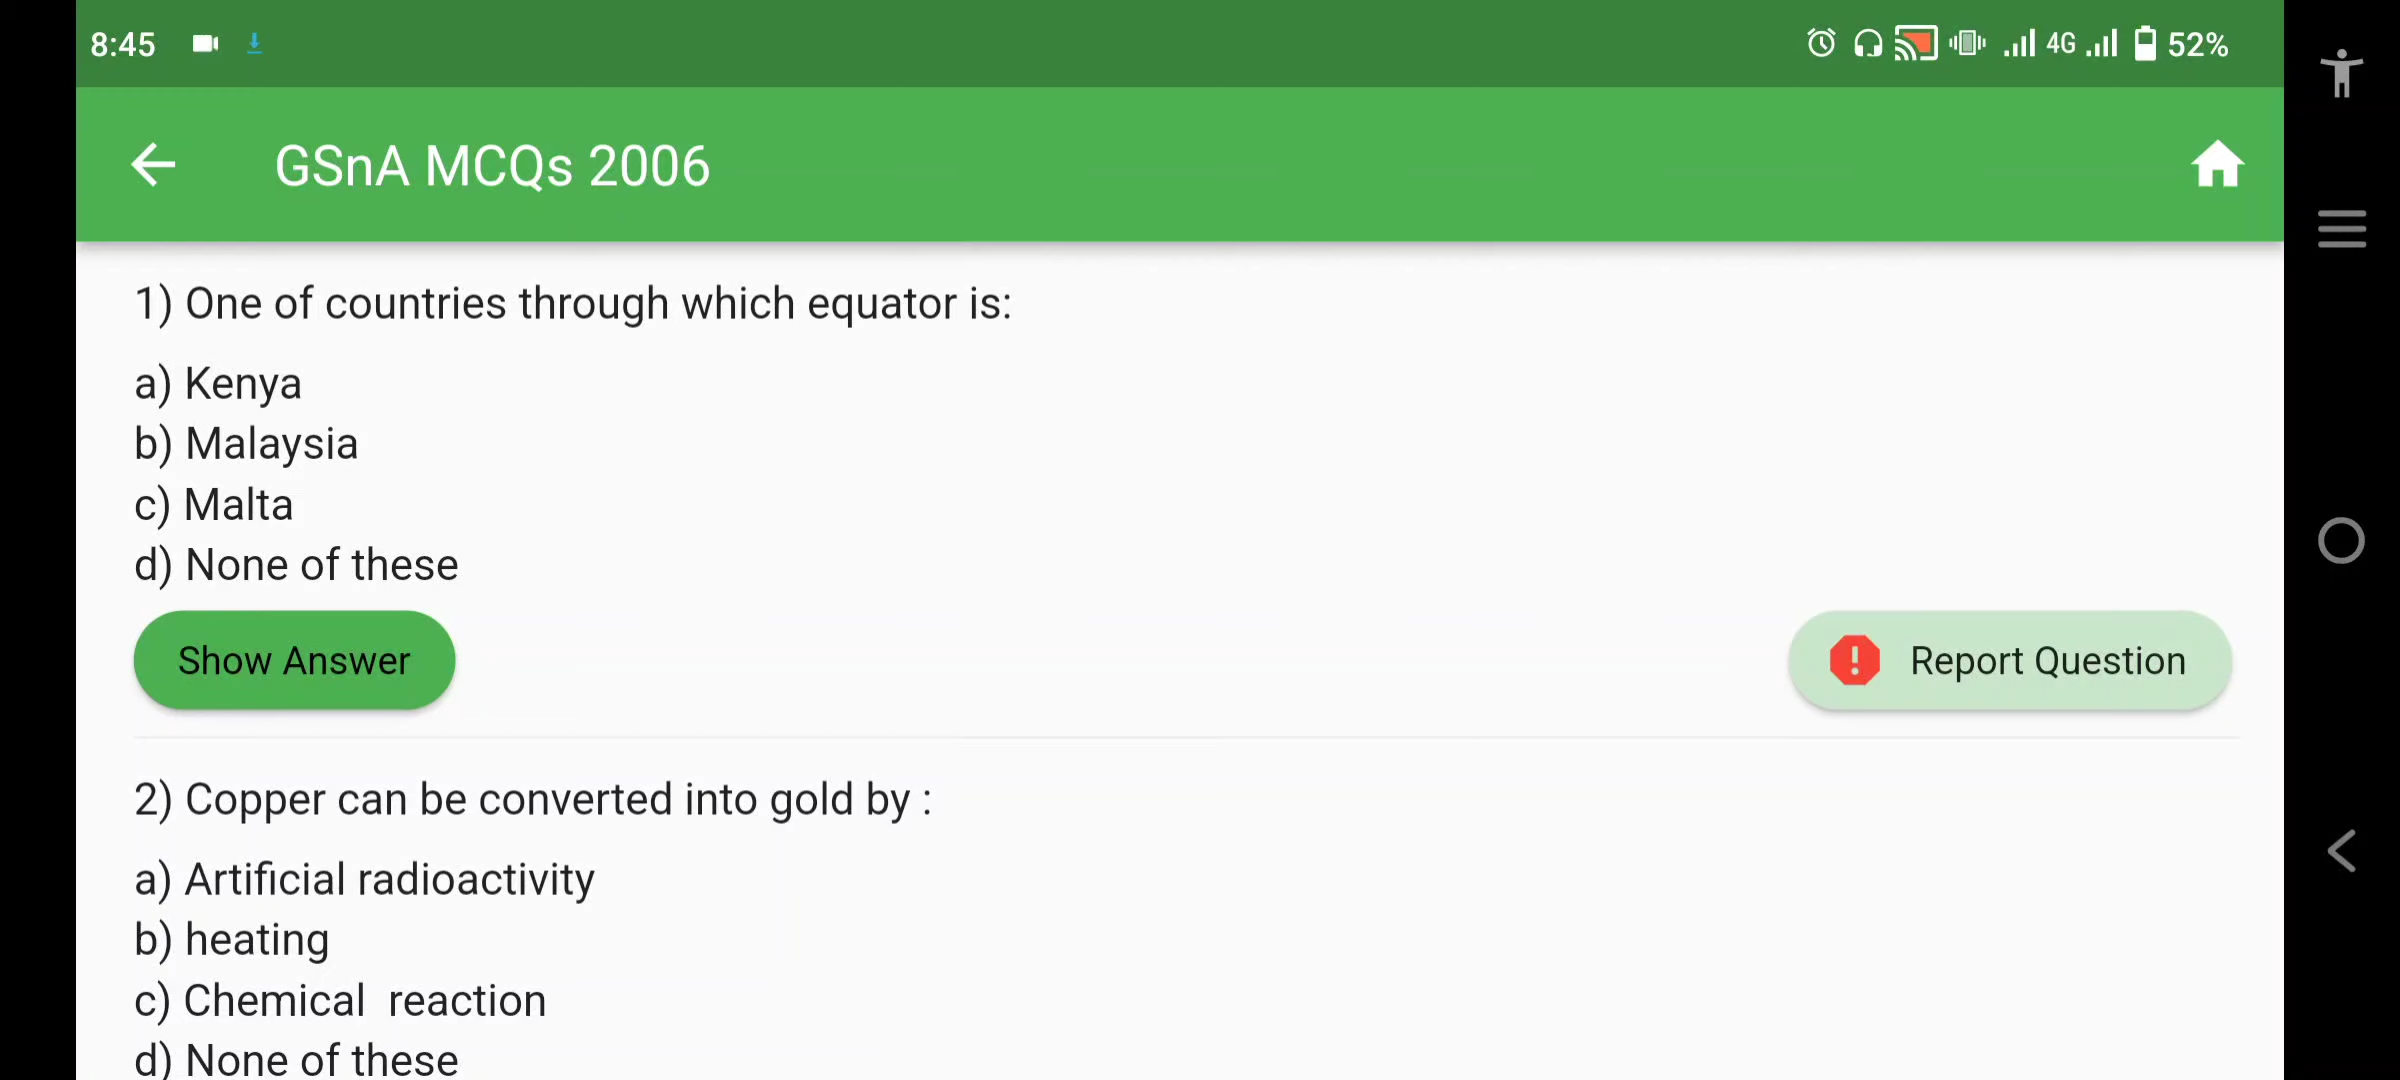 8:45 4G 52%
GSnA MCQs 2006
1) One of countries through which equator is:
a) Kenya
b) Malaysia
c) Malta
d) None of these
Show Answer Report Question
2) Copper can be converted into gold by :
a) Artificial radioactivity
b) heating
c) Chemical  reaction
d) None of these